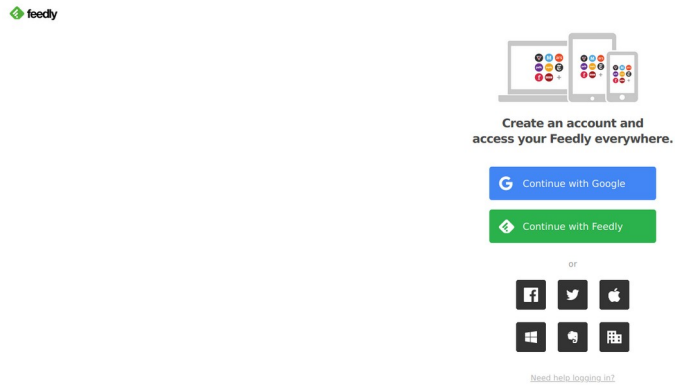 feedly
Create an account and
access your Feedly everywhere.
Continue with Google
Continue with Feedly
or
Need help logging in?